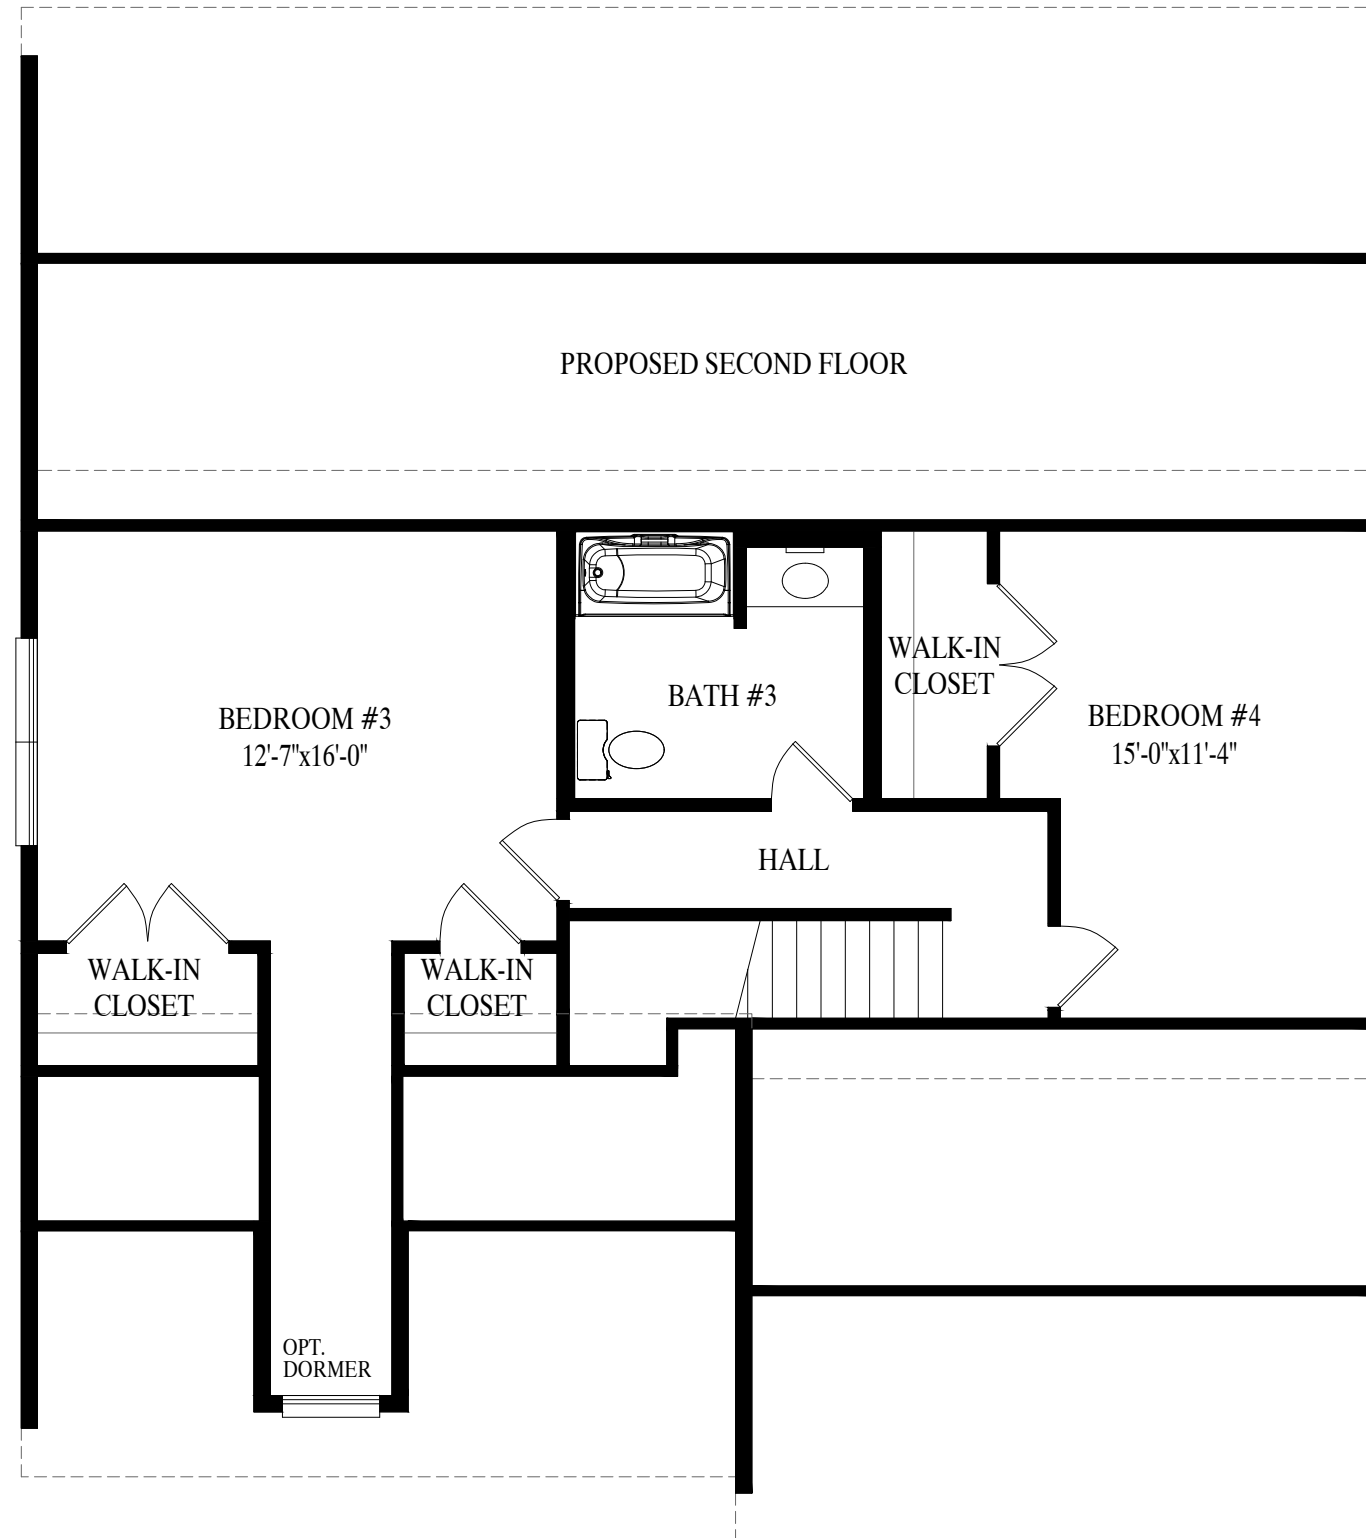 PROPOSED SECOND FLOOR
BEDROOM #3
12'-7"x16'-0"
BATH #3
WALK-IN
CLOSET
BEDROOM #4
15'-0"x11'-4"
HALL
WALK-IN
CLOSET
WALK-IN
CLOSET
OPT.
DORMER